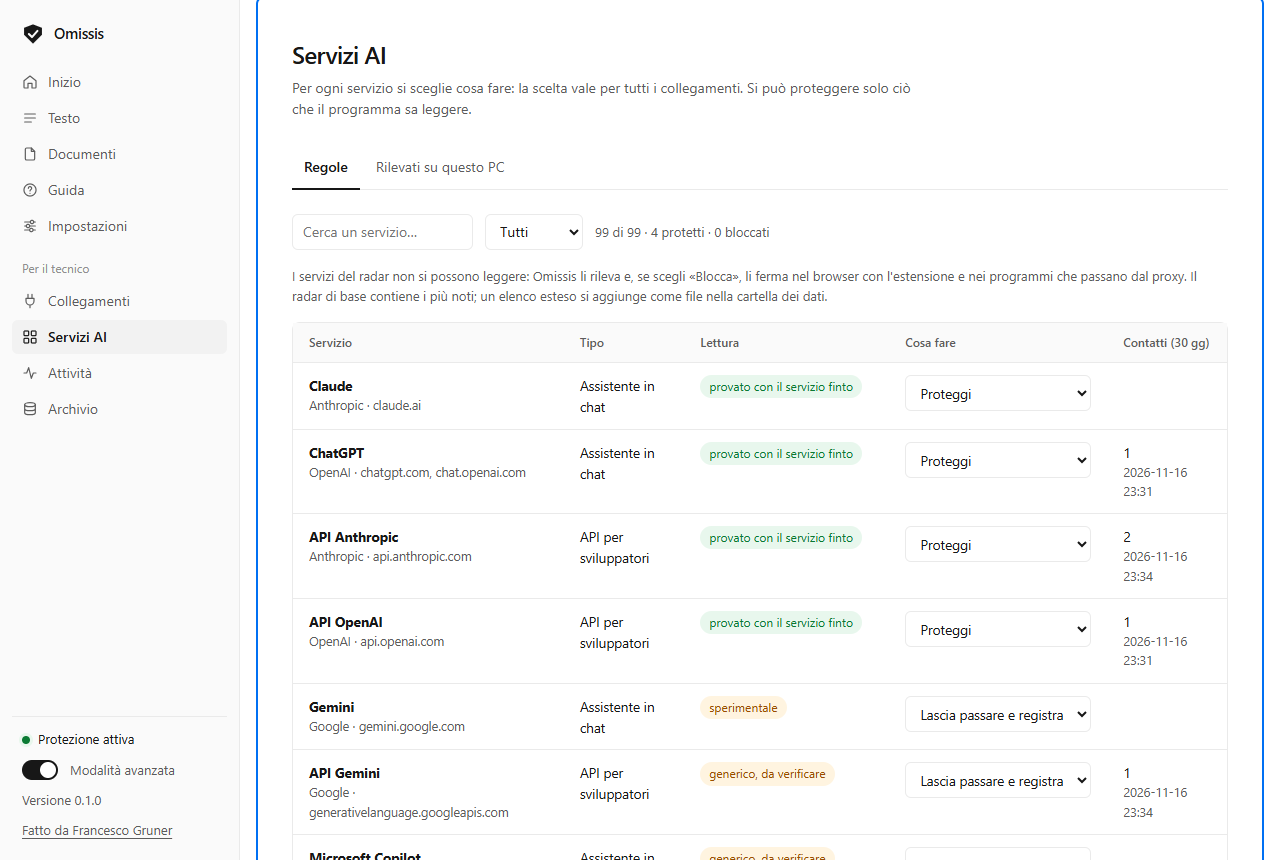 Omissis
Inizio
Testo
Documenti
Guida
Impostazioni
Per il tecnico
Collegamenti
Servizi AI
Attività
Archivio
Protezione attiva
Modalità avanzata
Versione 0.1.0
Fatto da Francesco Gruner
Servizi AI
Per ogni servizio si sceglie cosa fare: la scelta vale per tutti i collegamenti. Si può proteggere solo ciò
che il programma sa leggere.
Regole Rilevati su questo PC
Cerca un servizio... Tutti 99 di 99 · 4 protetti · 0 bloccati
I servizi del radar non si possono leggere: Omissis li rileva e, se scegli «Blocca», li ferma nel browser con l'estensione e nei programmi che passano dal proxy. Il
radar di base contiene i più noti; un elenco esteso si aggiunge come file nella cartella dei dati.
Servizio Tipo Lettura Cosa fare Contatti (30 gg)
Claude
Anthropic · claude.ai
Assistente in
chat
provato con il servizio finto
Proteggi
ChatGPT
OpenAI · chatgpt.com, chat.openai.com
Assistente in
chat
provato con il servizio finto
Proteggi
1
2026-11-16
23:31
API Anthropic
Anthropic · api.anthropic.com
API per
sviluppatori
provato con il servizio finto
Proteggi
2
2026-11-16
23:34
API OpenAI
OpenAI · api.openai.com
API per
sviluppatori
provato con il servizio finto
Proteggi
1
2026-11-16
23:31
Gemini
Google · gemini.google.com
Assistente in
chat
sperimentale
Lascia passare e registra
API Gemini
Google ·
generativelanguage.googleapis.com
API per
sviluppatori
generico, da verificare
Lascia passare e registra
1
2026-11-16
23:34
Microsoft Copilot
Assistente in
generico, da verificare